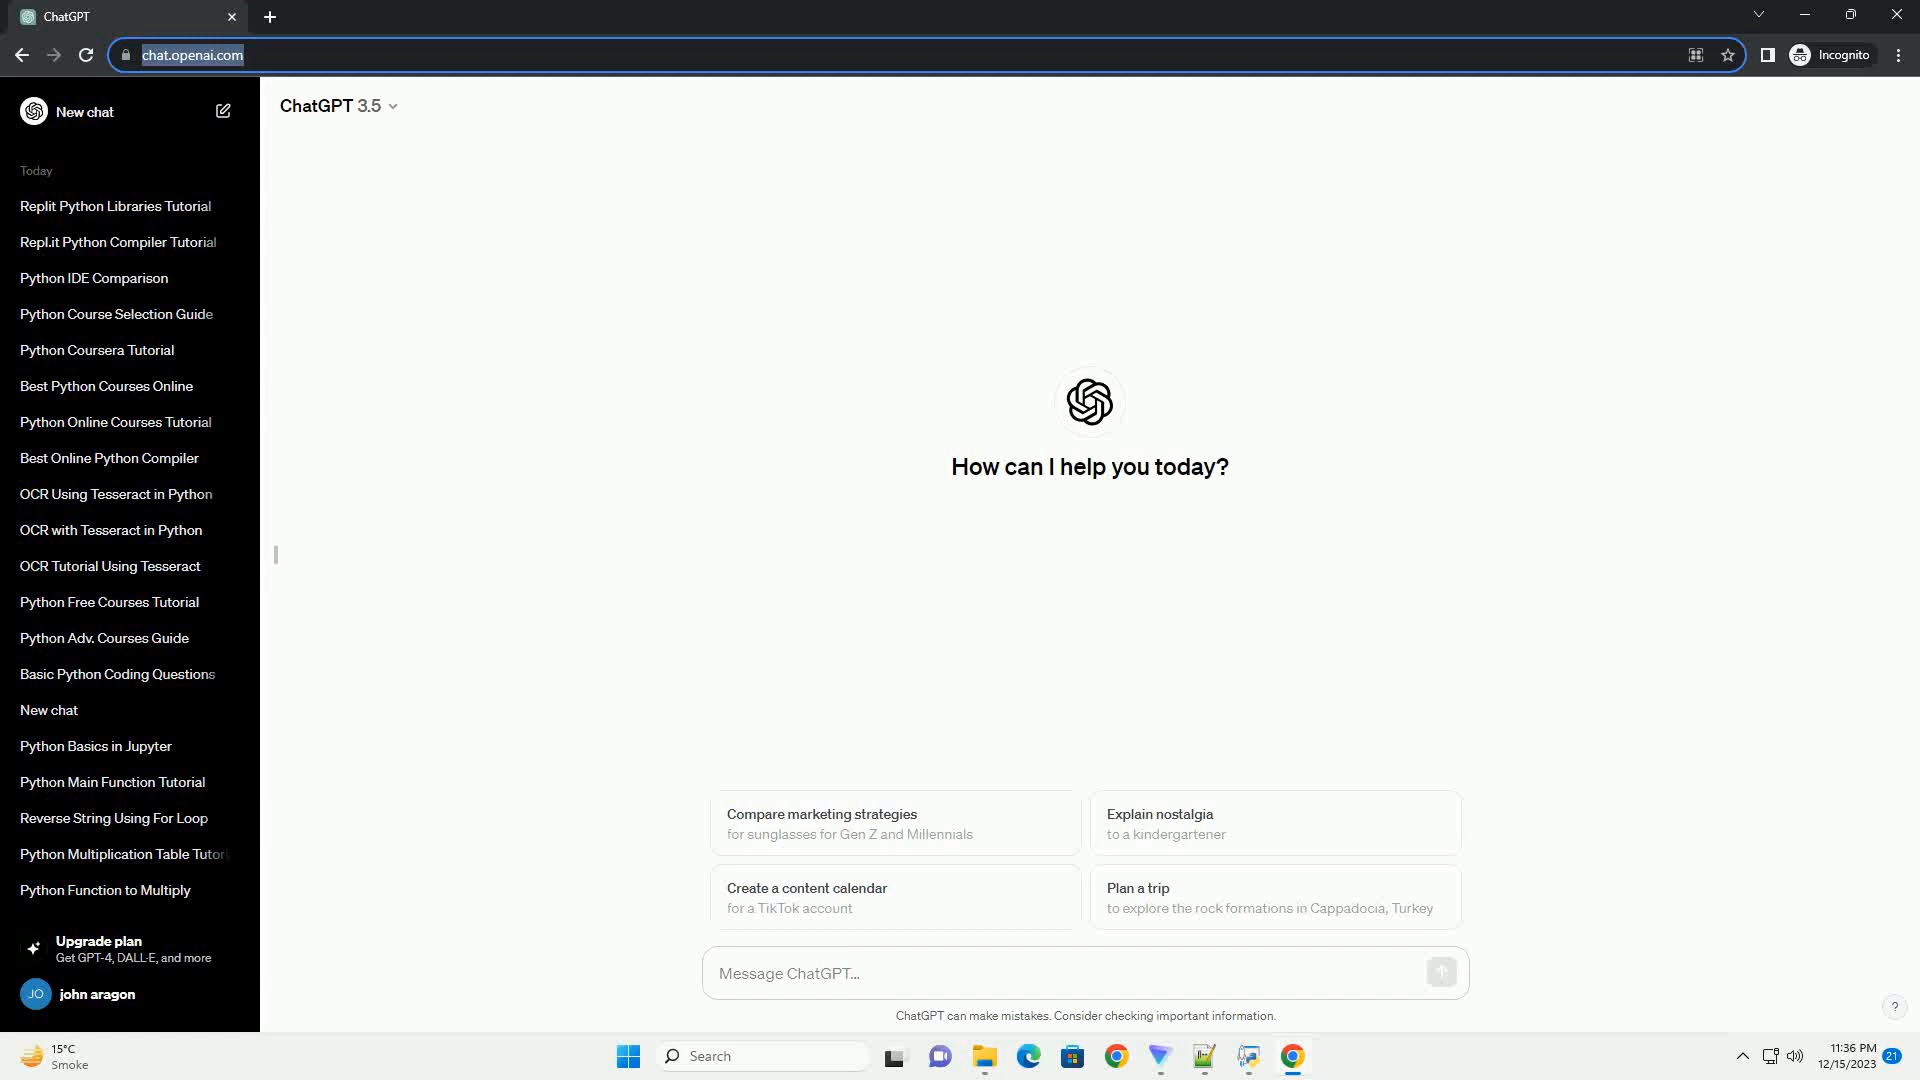 ChatGPT
chat.openai.com
Incognito
New chat
ChatGPT 3.5
Today
Replit Python Libraries Tutorial
Repl.it Python Compiler Tutorial
Python IDE Comparison
Python Course Selection Guide
Python Coursera Tutorial
Best Python Courses Online
Python Online Courses Tutorial
Best Online Python Compiler
OCR Using Tesseract in Python
OCR with Tesseract in Python
OCR Tutorial Using Tesseract
Python Free Courses Tutorial
Python Adv. Courses Guide
Basic Python Coding Questions
New chat
Python Basics in Jupyter
Python Main Function Tutorial
Reverse String Using For Loop
Python Multiplication Table Tutori
Python Function to Multiply
Upgrade plan
Get GPT-4, DALL·E, and more
JO
john aragon
How can I help you today?
Compare marketing strategies
for sunglasses for Gen Z and Millennials
Explain nostalgia
to a kindergartener
Create a content calendar
for a TikTok account
Plan a trip
to explore the rock formations in Cappadocia, Turkey
Message ChatGPT...
ChatGPT can make mistakes. Consider checking important information.
?
15°C
Smoke
Search
11:36 PM
12/15/2023
21